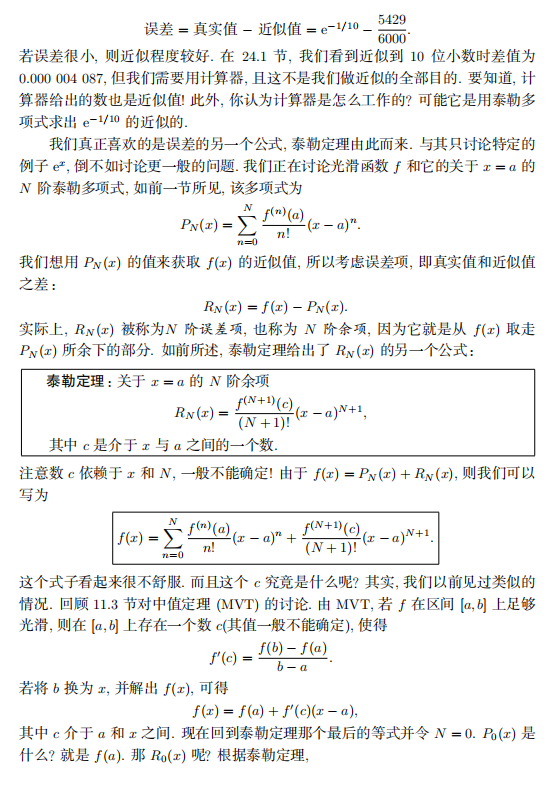 误差 = 真实值 − 近似值 = e^{−1/10} − 5429/6000.
若误差很小, 则近似程度较好. 在 24.1 节, 我们看到近似到 10 位小数时差值为
0.000 004 087, 但我们需要用计算器, 且这不是我们做近似的全部目的. 要知道, 计
算器给出的数也是近似值! 此外, 你认为计算器是怎么工作的? 可能它是用泰勒多
项式求出 e^{−1/10} 的近似的.
我们真正喜欢的是误差的另一个公式, 泰勒定理由此而来. 与其只讨论特定的
例子 e^x, 倒不如讨论更一般的问题. 我们正在讨论光滑函数 f 和它的关于 x = a 的
N 阶泰勒多项式, 如前一节所见, 该多项式为
P_N(x) = \sum_{n=0}^{N} \frac{f^{(n)}(a)}{n!}(x − a)^n.
我们想用 P_N(x) 的值来获取 f(x) 的近似值, 所以考虑误差项, 即真实值和近似值
之差:
R_N(x) = f(x) − P_N(x).
实际上, R_N(x) 被称为N 阶误差项, 也称为 N 阶余项, 因为它就是从 f(x) 取走
P_N(x) 所余下的部分. 如前所述, 泰勒定理给出了 R_N(x) 的另一个公式:
泰勒定理: 关于 x = a 的 N 阶余项
R_N(x) = \frac{f^{(N+1)}(c)}{(N + 1)!}(x − a)^{N+1},
其中 c 是介于 x 与 a 之间的一个数.
注意数 c 依赖于 x 和 N, 一般不能确定! 由于 f(x) = P_N(x) + R_N(x), 则我们可以
写为
f(x) = \sum_{n=0}^{N} \frac{f^{(n)}(a)}{n!}(x − a)^n + \frac{f^{(N+1)}(c)}{(N + 1)!}(x − a)^{N+1}.
这个式子看起来很不舒服. 而且这个 c 究竟是什么呢? 其实, 我们以前见过类似的
情况. 回顾 11.3 节对中值定理 (MVT) 的讨论. 由 MVT, 若 f 在区间 [a, b] 上足够
光滑, 则在 [a, b] 上存在一个数 c(其值一般不能确定), 使得
f′(c) = \frac{f(b) − f(a)}{b − a}.
若将 b 换为 x, 并解出 f(x), 可得
f(x) = f(a) + f′(c)(x − a),
其中 c 介于 a 和 x 之间. 现在回到泰勒定理那个最后的等式并令 N = 0. P_0(x) 是
什么? 就是 f(a). 那 R_0(x) 呢? 根据泰勒定理,